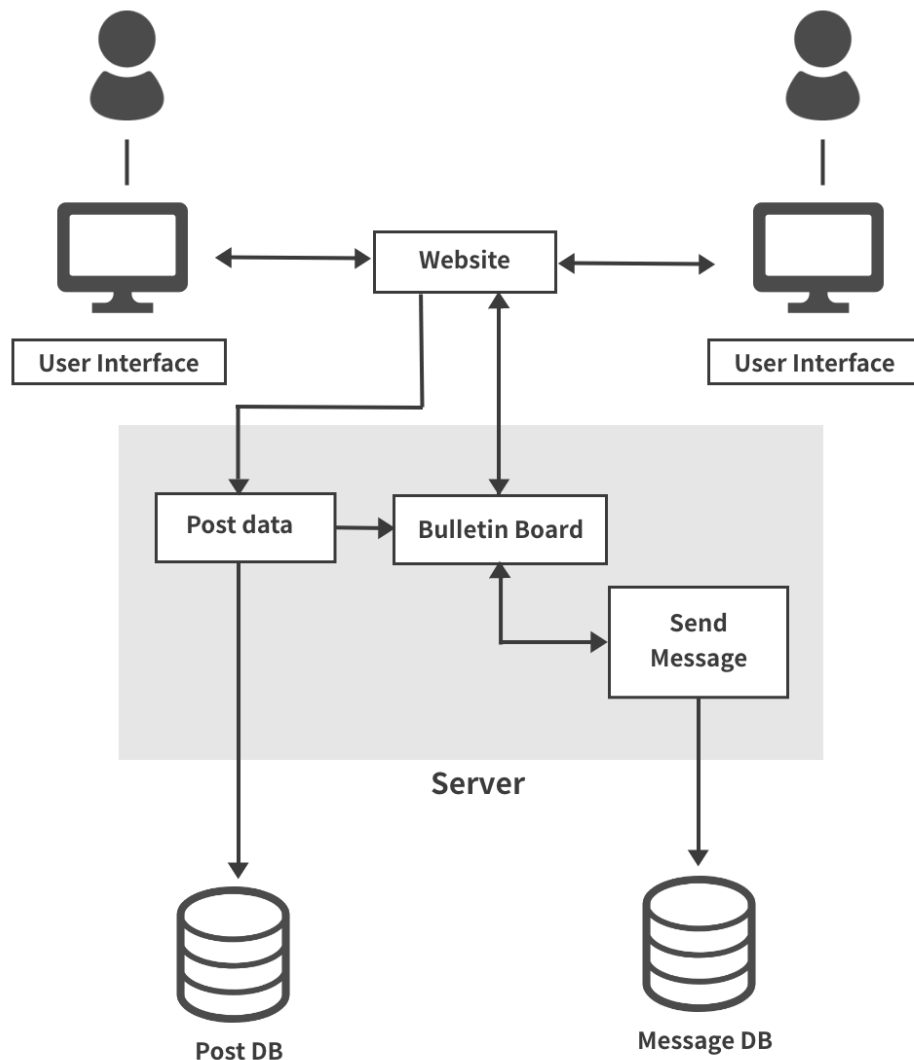 Website
User Interface
User Interface
Post data
Bulletin Board
Send
Message
Server
Post DB
Message DB